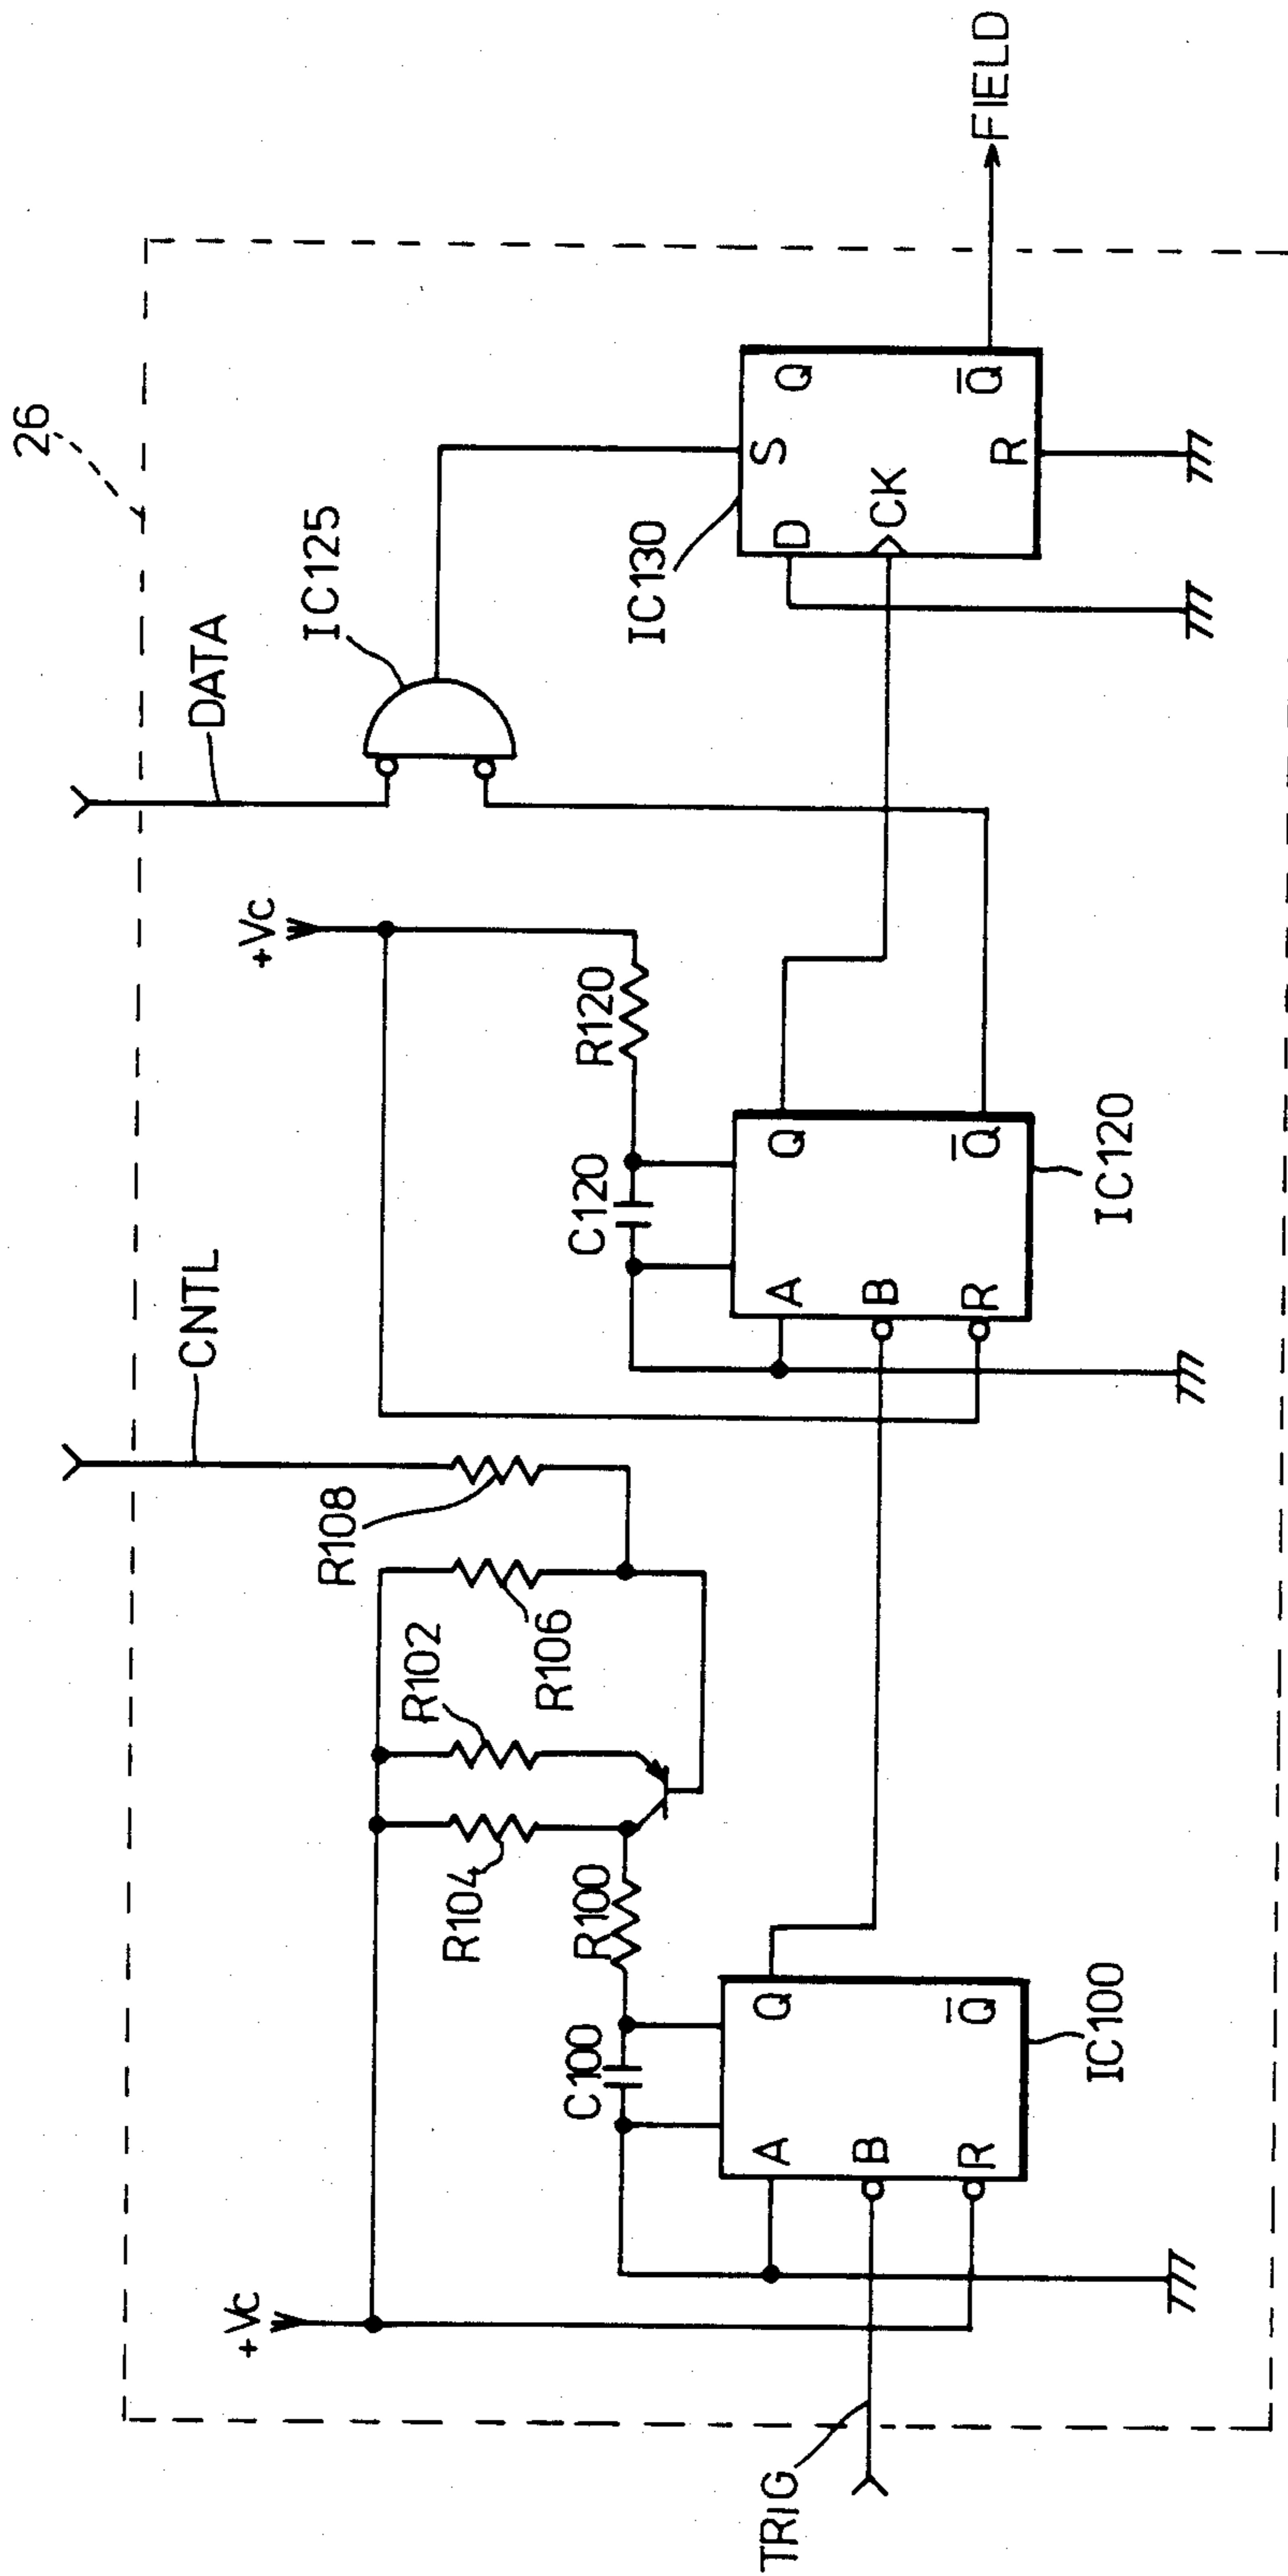 26
DATA
CNTL
+Vc
+Vc
IC125
R108
R106
R102
R104
R100
C100
R120
C120
IC130
D
S
Q
CK
R
Q̅
FIELD
A
B
R
Q
Q̅
IC120
A
B
R
Q
Q̅
IC100
TRIG